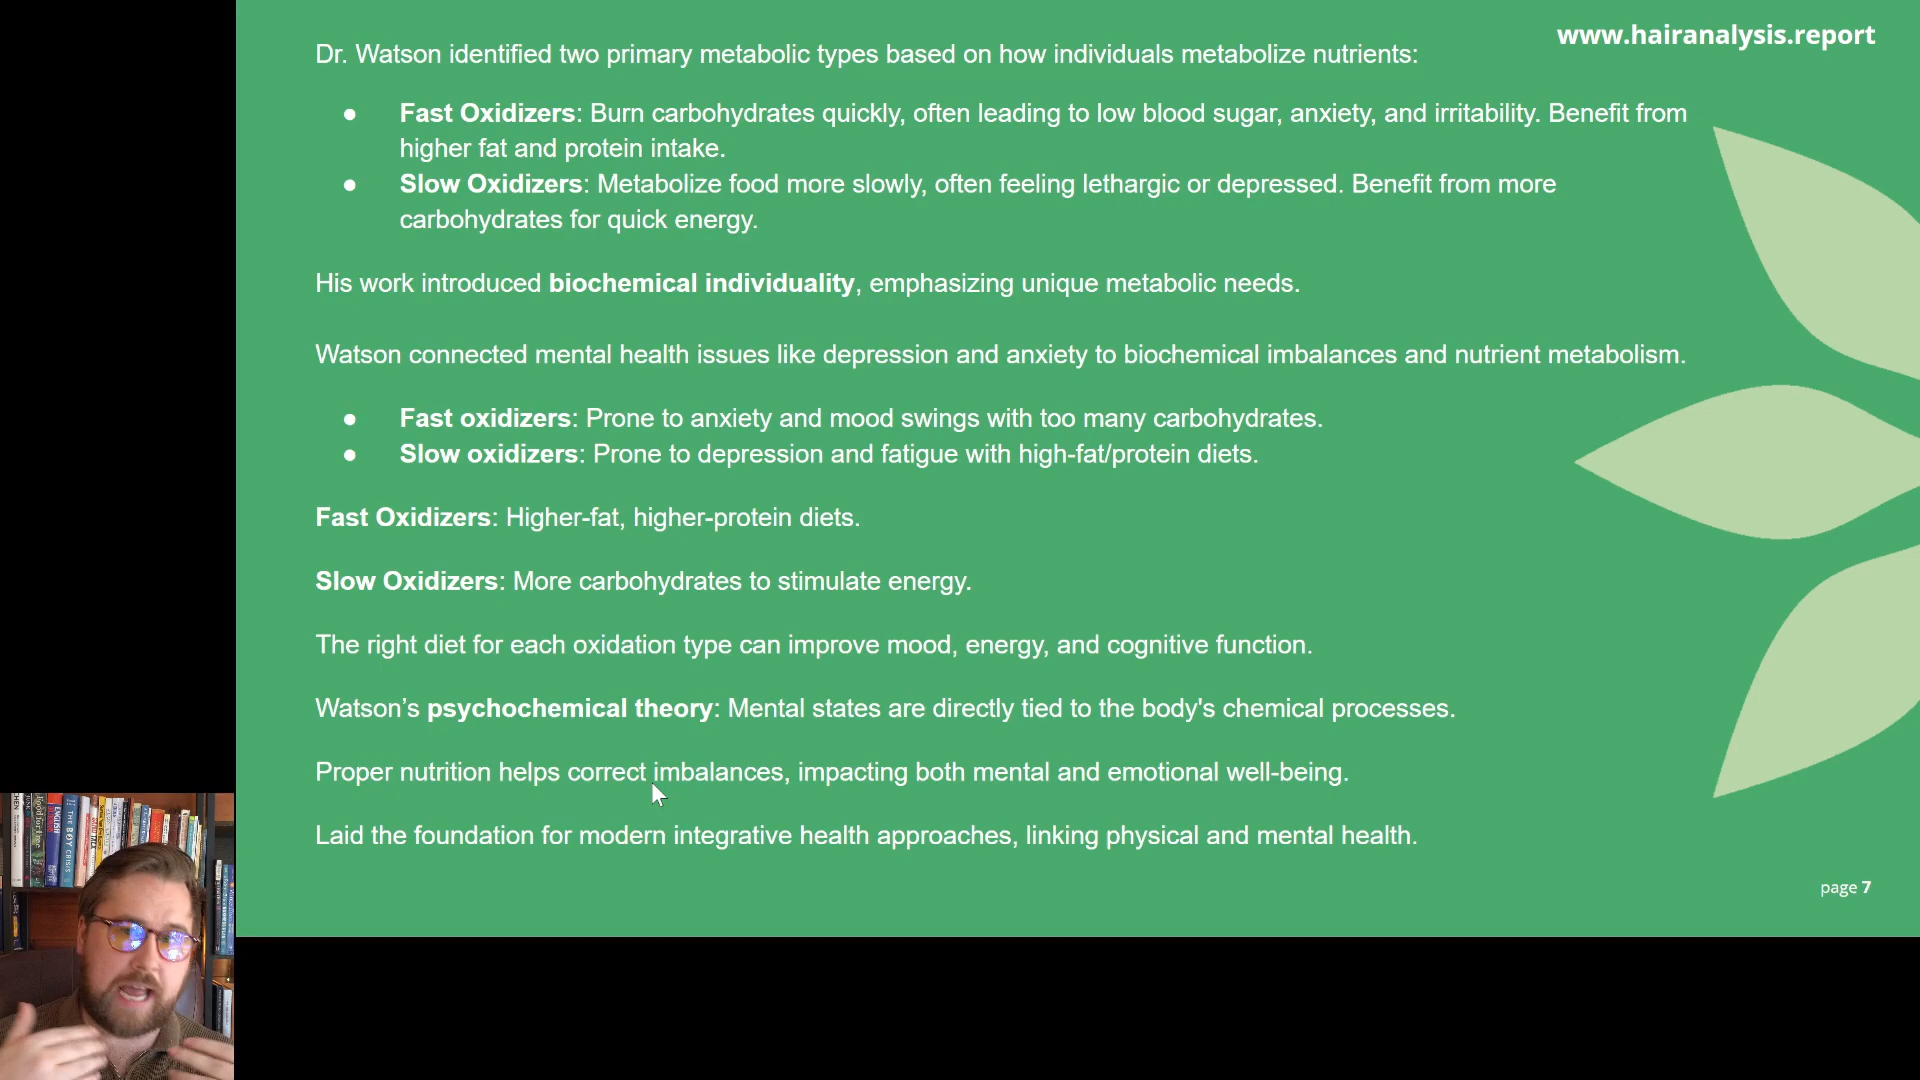 www.hairanalysis.report
Dr. Watson identified two primary metabolic types based on how individuals metabolize nutrients:
● Fast Oxidizers: Burn carbohydrates quickly, often leading to low blood sugar, anxiety, and irritability. Benefit from
higher fat and protein intake.
● Slow Oxidizers: Metabolize food more slowly, often feeling lethargic or depressed. Benefit from more
carbohydrates for quick energy.
His work introduced biochemical individuality, emphasizing unique metabolic needs.
Watson connected mental health issues like depression and anxiety to biochemical imbalances and nutrient metabolism.
● Fast oxidizers: Prone to anxiety and mood swings with too many carbohydrates.
● Slow oxidizers: Prone to depression and fatigue with high-fat/protein diets.
Fast Oxidizers: Higher-fat, higher-protein diets.
Slow Oxidizers: More carbohydrates to stimulate energy.
The right diet for each oxidation type can improve mood, energy, and cognitive function.
Watson’s psychochemical theory: Mental states are directly tied to the body's chemical processes.
Proper nutrition helps correct imbalances, impacting both mental and emotional well-being.
Laid the foundation for modern integrative health approaches, linking physical and mental health.
page 7
THE BOY CRISIS